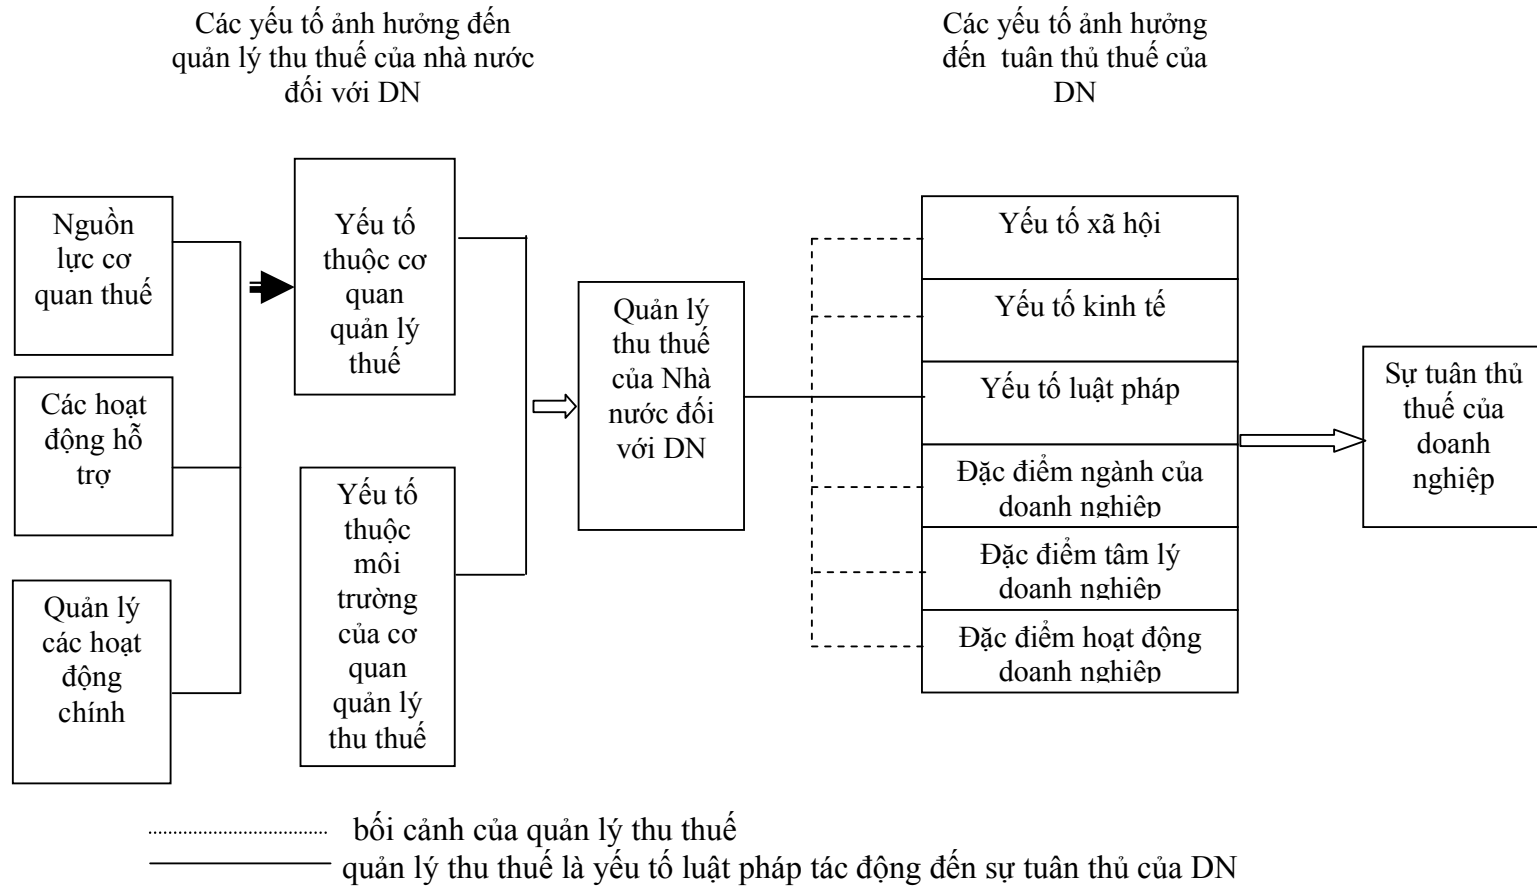 Các yếu tố ảnh hưởng đến
quản lý thu thuế của nhà nước
đối với DN
Các yếu tố ảnh hưởng
đến tuân thủ thuế của
DN
Nguồn
lực cơ
quan thuế
Các hoạt
động hỗ
trợ
Quản lý
các hoạt
động
chính
Yếu tố
thuộc cơ
quan
quản lý
thuế
Yếu tố
thuộc
môi
trường
của cơ
quan
quản lý
thu thuế
Quản lý
thu thuế
của Nhà
nước đối
với DN
Yếu tố xã hội
Yếu tố kinh tế
Yếu tố luật pháp
Đặc điểm ngành của
doanh nghiêp
Đặc điểm tâm lý
doanh nghiêp
Đặc điểm hoạt động
doanh nghiêp
Sự tuân thủ
thuế của
doanh
nghiệp
bối cảnh của quản lý thu thuế
quản lý thu thuế là yếu tố luật pháp tác động đến sự tuân thủ của DN